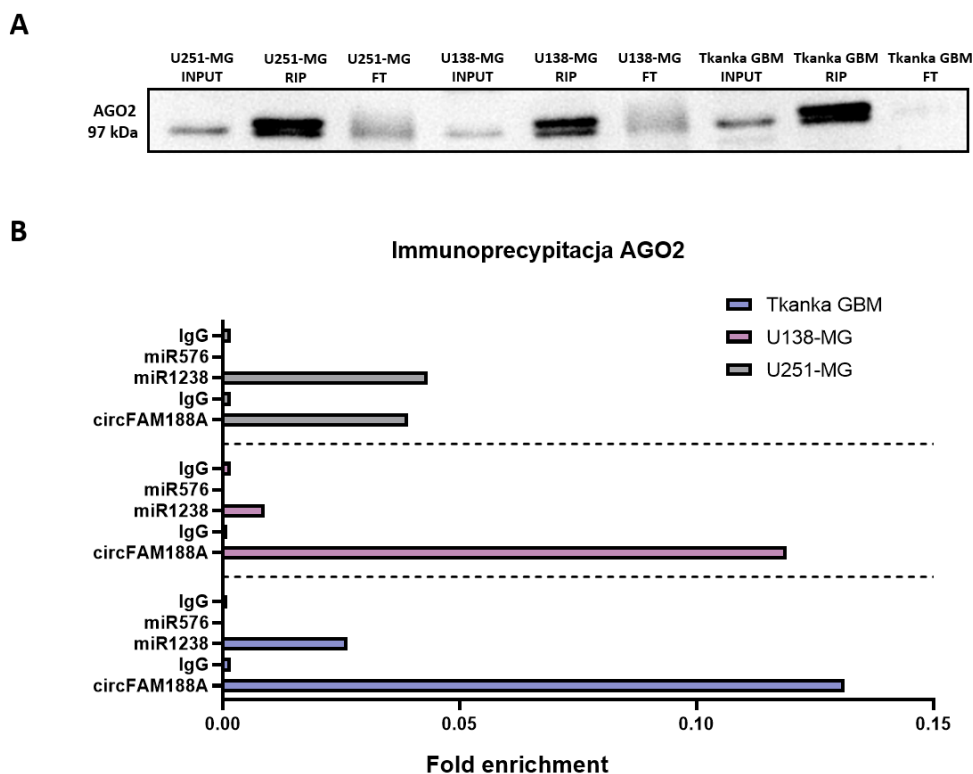 A
U251-MG U251-MG U251-MG U138-MG U138-MG U138-MG Tkanka GBM Tkanka GBM Tkanka GBM
INPUT RIP FT INPUT RIP FT INPUT RIP FT
AGO2
97 kDa
B
Immunoprecypitacja AGO2
Tkanka GBM
U138-MG
U251-MG
IgG
miR576
miR1238
IgG
circFAM188A
IgG
miR576
miR1238
IgG
circFAM188A
IgG
miR576
miR1238
IgG
circFAM188A
0.00 0.05 0.10 0.15
Fold enrichment